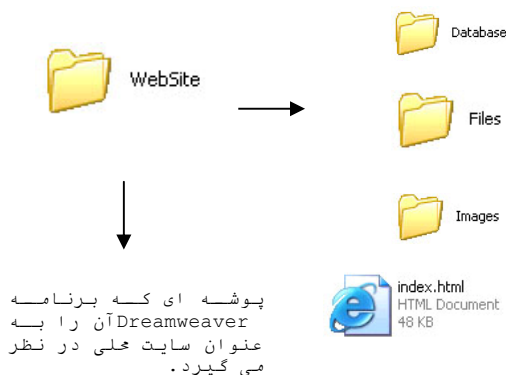 Database
WebSite
Files
Images
index.html
HTML Document
48 KB
پوشه ای که برنامه
Dreamweaver آن را به
عنوان سایت محلی در نظر
می گیرد.